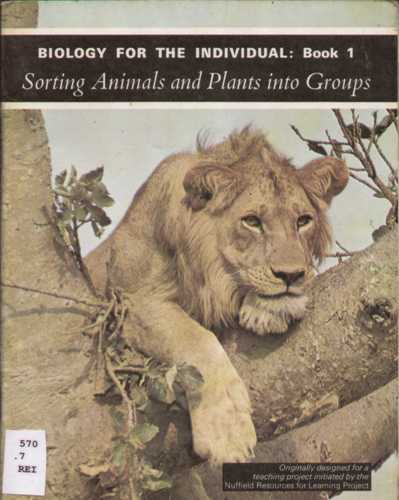 BIOLOGY FOR THE INDIVIDUAL: Book 1
Sorting Animals and Plants into Groups
570
.7
REI
Originally designed for a
teaching project initiated by the
Nuffield Resources for Learning Project